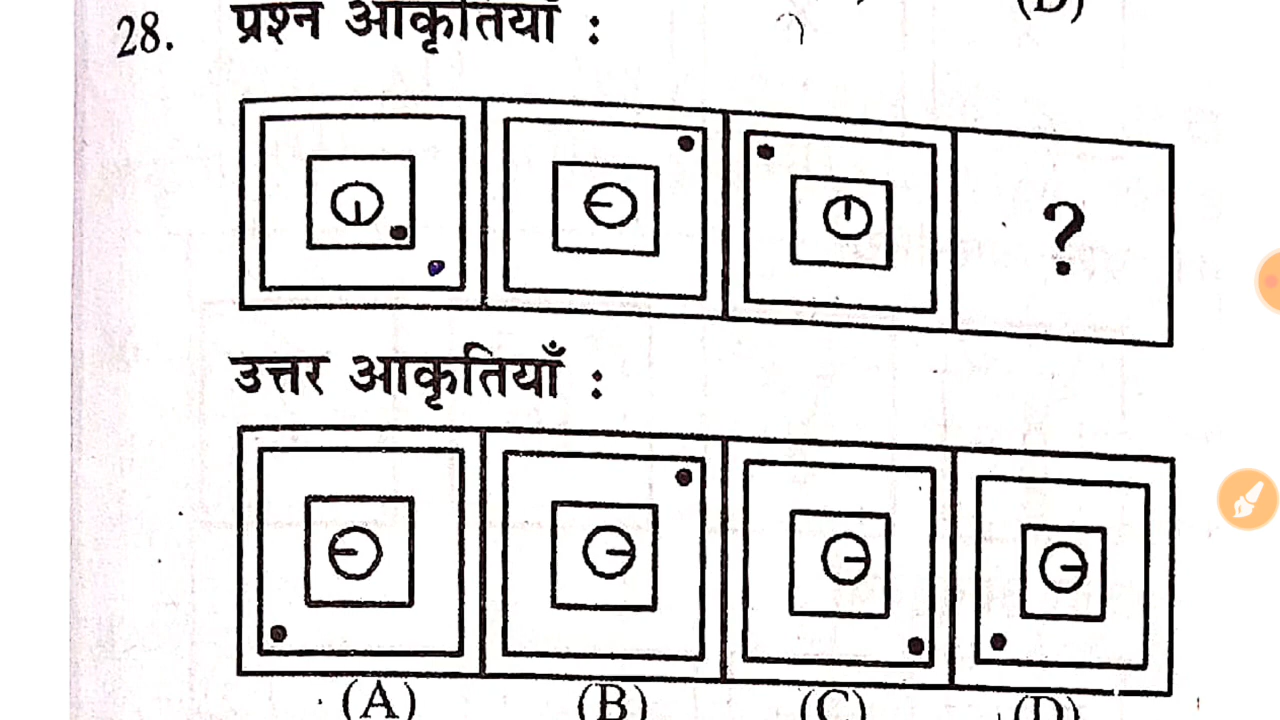 (D)
28. प्रश्न आकृतियाँ :
?
उत्तर आकृतियाँ :
(A) (B) (C) (D)